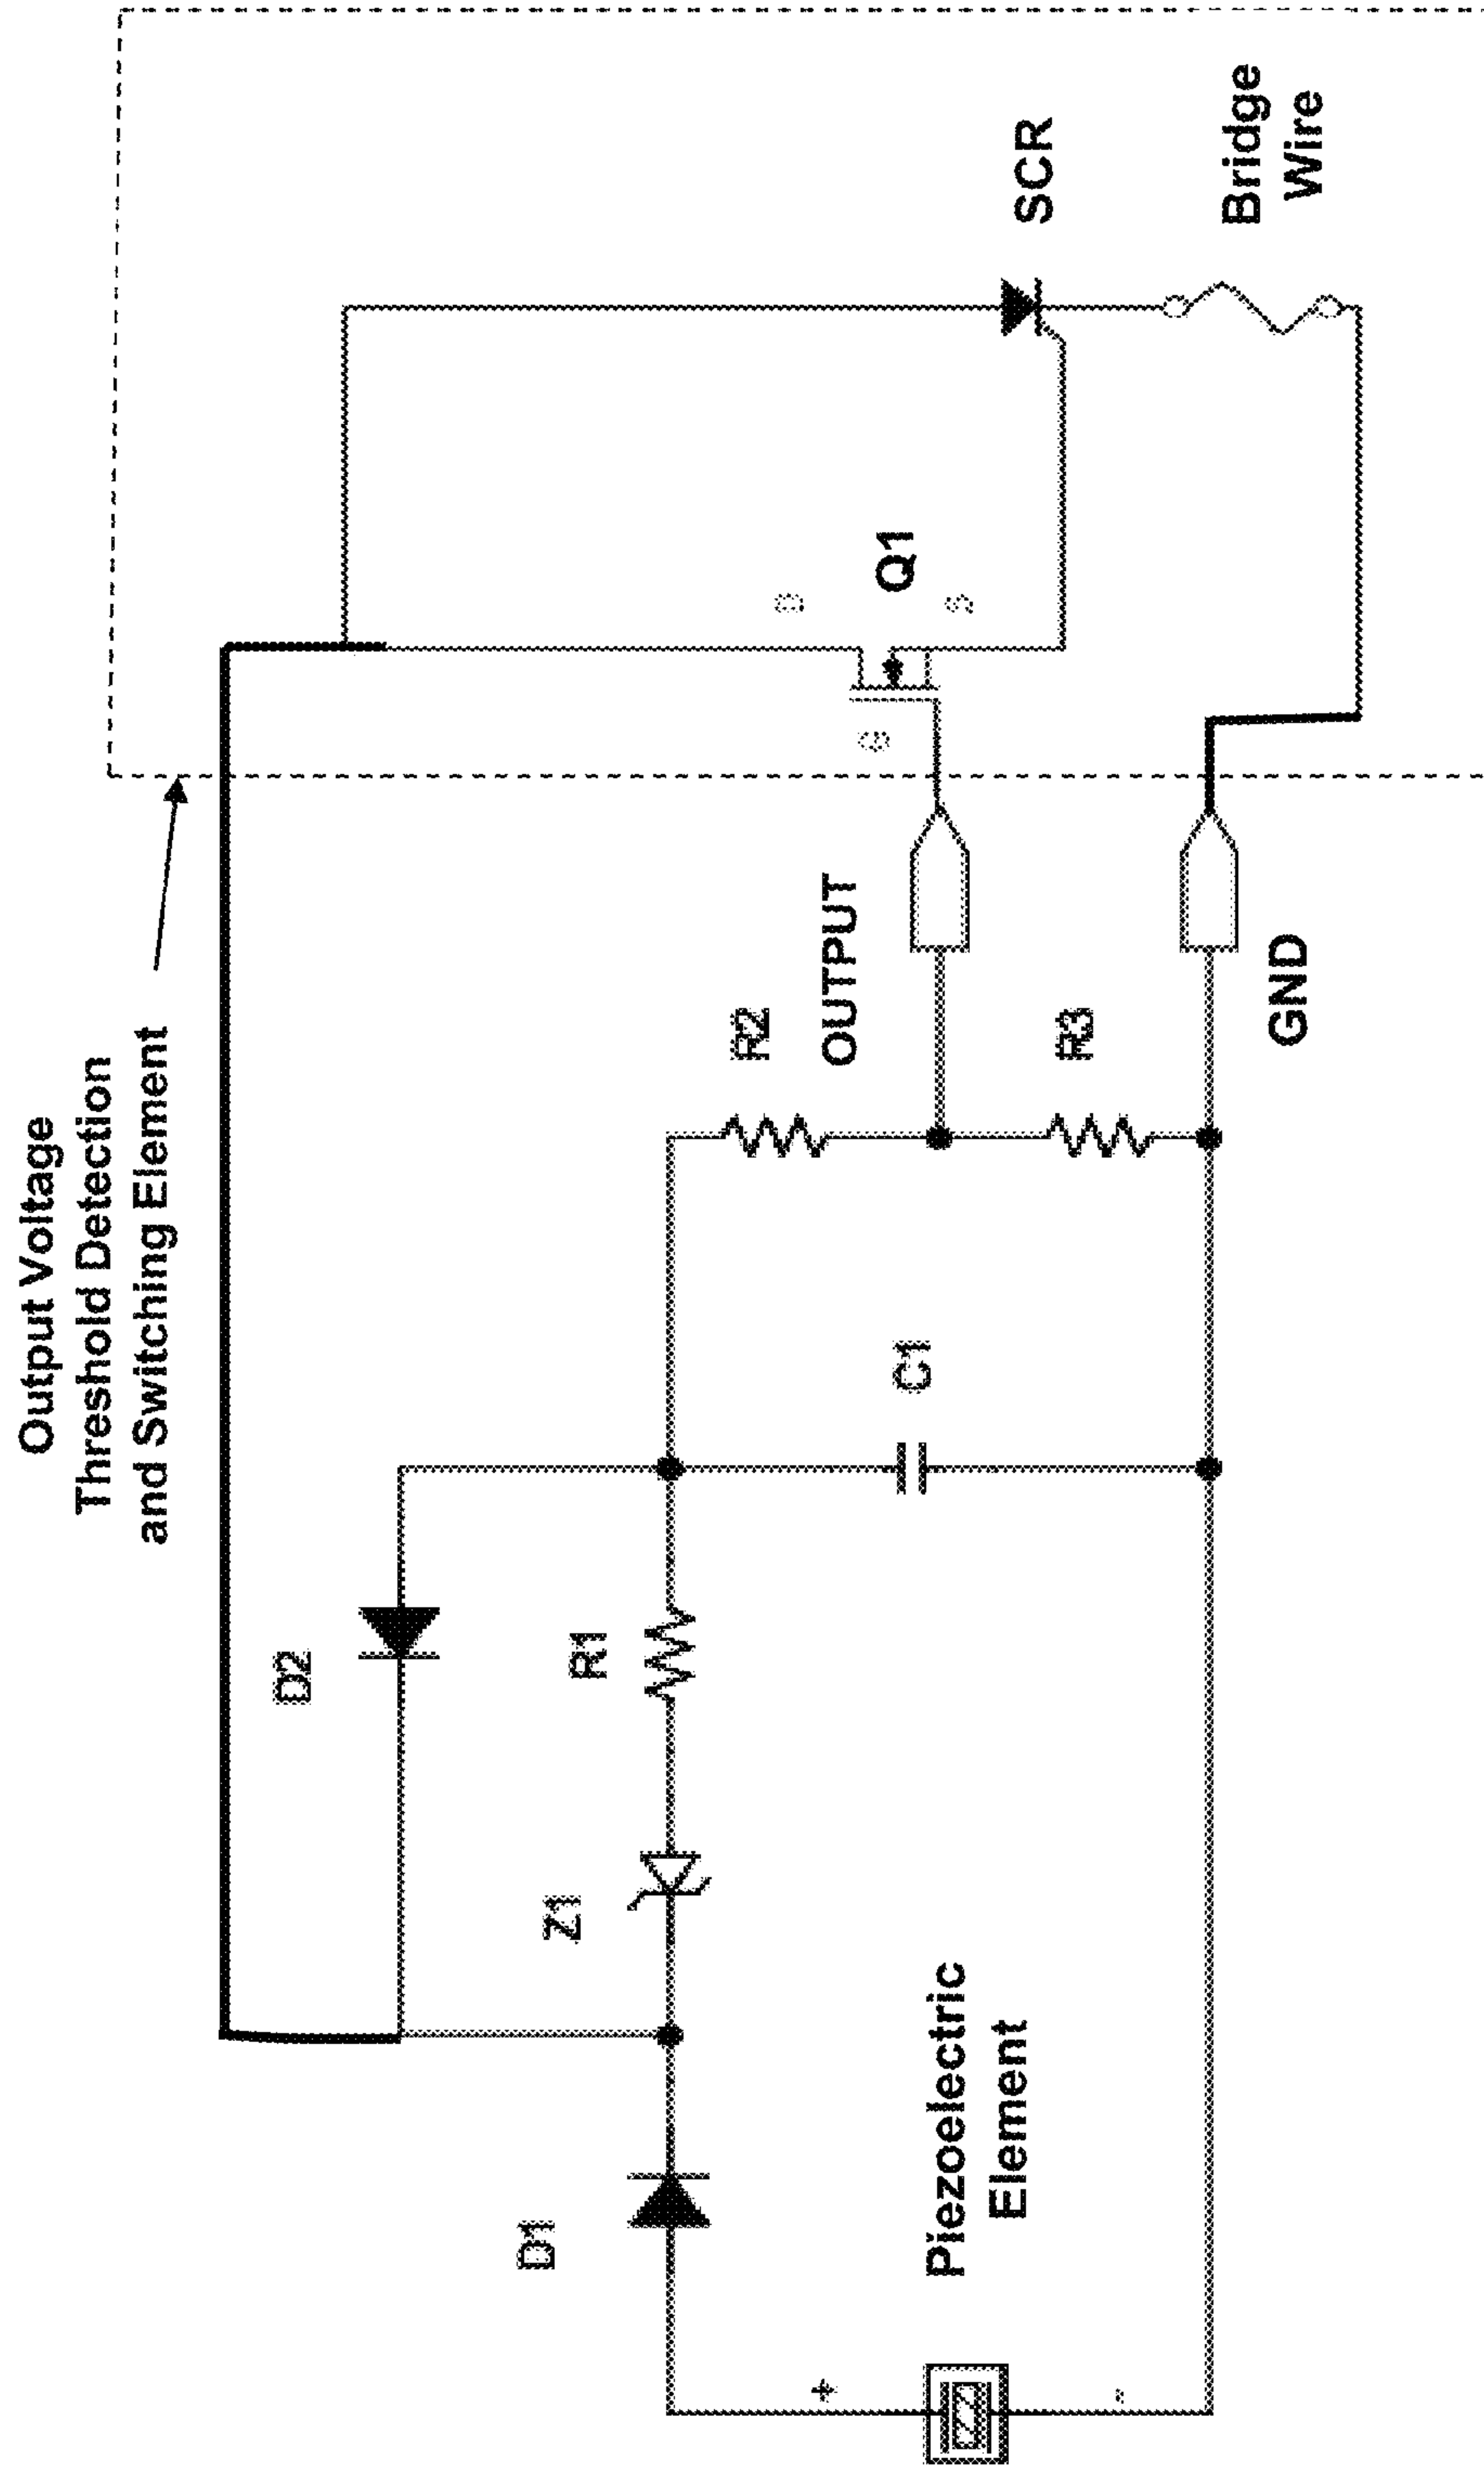 Output Voltage
Threshold Detection
and Switching Element
D2
D1
Z1
R1
C1
R2
R3
OUTPUT
GND
Piezoelectric
Element
+
-
G
D
S
Q1
SCR
Bridge
Wire